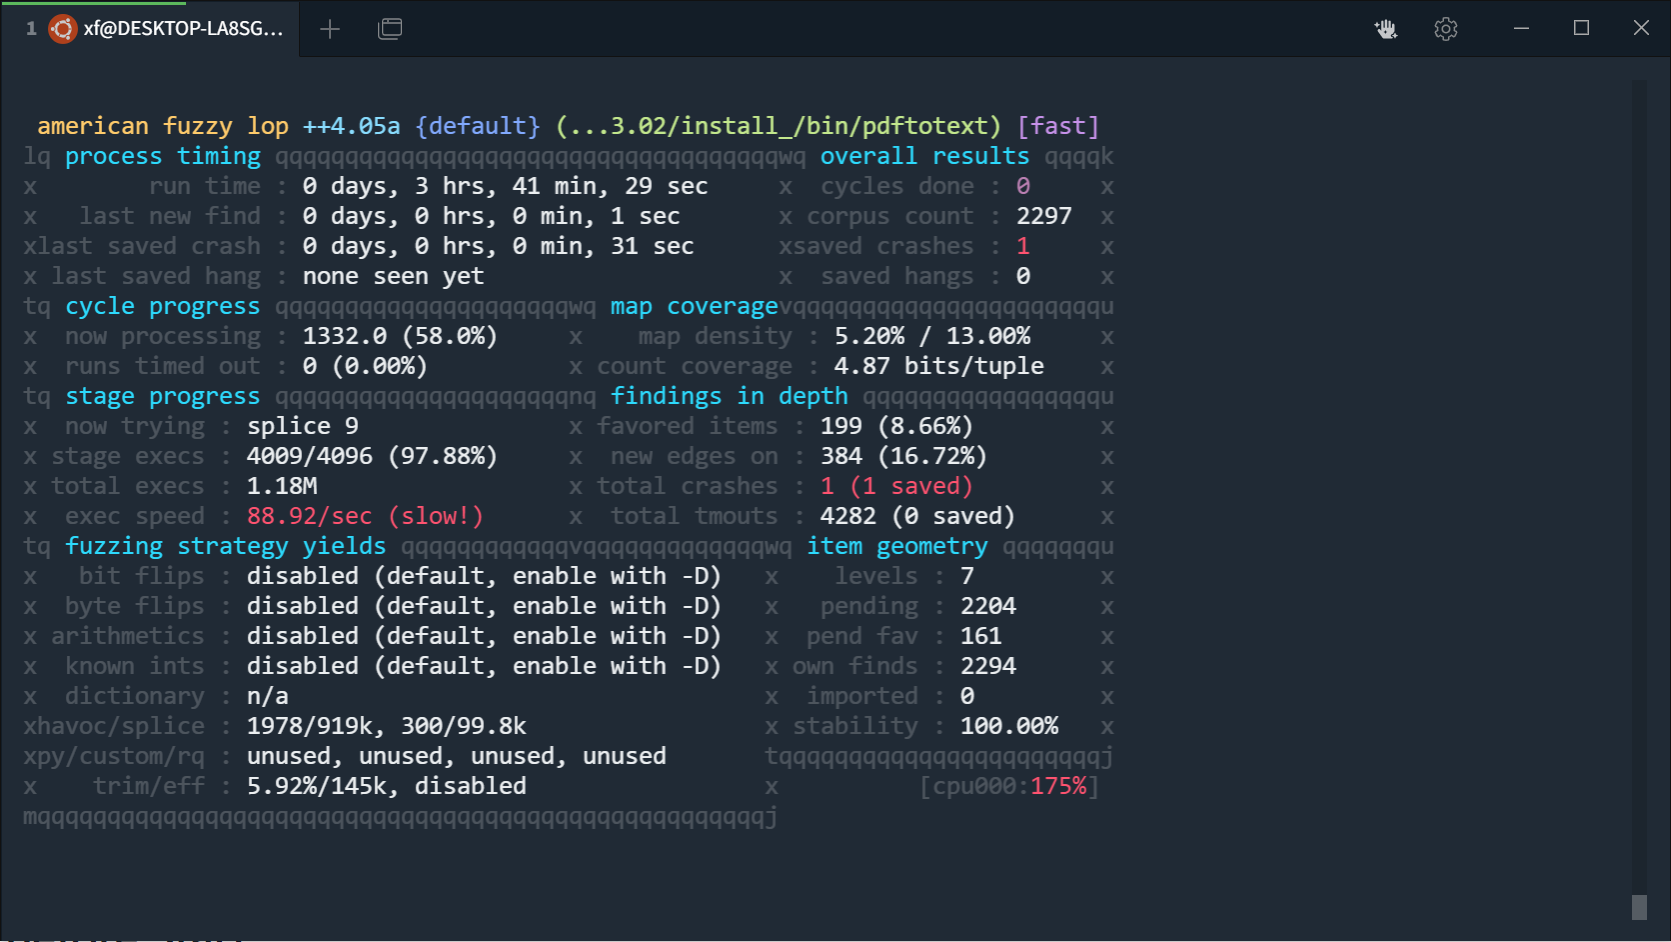 1 xf@DESKTOP-LA8SG...
american fuzzy lop ++4.05a {default} (...3.02/install_/bin/pdftotext) [fast]
lq process timing qqqqqqqqqqqqqqqqqqqqqqqqqqqqqqqqqqqqwq overall results qqqqk
x        run time : 0 days, 3 hrs, 41 min, 29 sec     x  cycles done : 0     x
x   last new find : 0 days, 0 hrs, 0 min, 1 sec       x corpus count : 2297  x
xlast saved crash : 0 days, 0 hrs, 0 min, 31 sec      xsaved crashes : 1     x
x last saved hang : none seen yet                     x  saved hangs : 0     x
tq cycle progress qqqqqqqqqqqqqqqqqqqqqwq map coveragevqqqqqqqqqqqqqqqqqqqqqqu
x  now processing : 1332.0 (58.0%)     x    map density : 5.20% / 13.00%     x
x  runs timed out : 0 (0.00%)          x count coverage : 4.87 bits/tuple    x
tq stage progress qqqqqqqqqqqqqqqqqqqqqnq findings in depth qqqqqqqqqqqqqqqqqu
x  now trying : splice 9               x favored items : 199 (8.66%)         x
x stage execs : 4009/4096 (97.88%)     x  new edges on : 384 (16.72%)        x
x total execs : 1.18M                  x total crashes : 1 (1 saved)         x
x  exec speed : 88.92/sec (slow!)      x  total tmouts : 4282 (0 saved)      x
tq fuzzing strategy yields qqqqqqqqqqqqvqqqqqqqqqqqqqwq item geometry qqqqqqqu
x   bit flips : disabled (default, enable with -D)   x    levels : 7         x
x  byte flips : disabled (default, enable with -D)   x   pending : 2204      x
x arithmetics : disabled (default, enable with -D)   x  pend fav : 161       x
x  known ints : disabled (default, enable with -D)   x own finds : 2294      x
x  dictionary : n/a                                  x  imported : 0         x
xhavoc/splice : 1978/919k, 300/99.8k                 x stability : 100.00%   x
xpy/custom/rq : unused, unused, unused, unused       tqqqqqqqqqqqqqqqqqqqqqqqj
x    trim/eff : 5.92%/145k, disabled                 x          [cpu000:175%]
mqqqqqqqqqqqqqqqqqqqqqqqqqqqqqqqqqqqqqqqqqqqqqqqqqqqqj